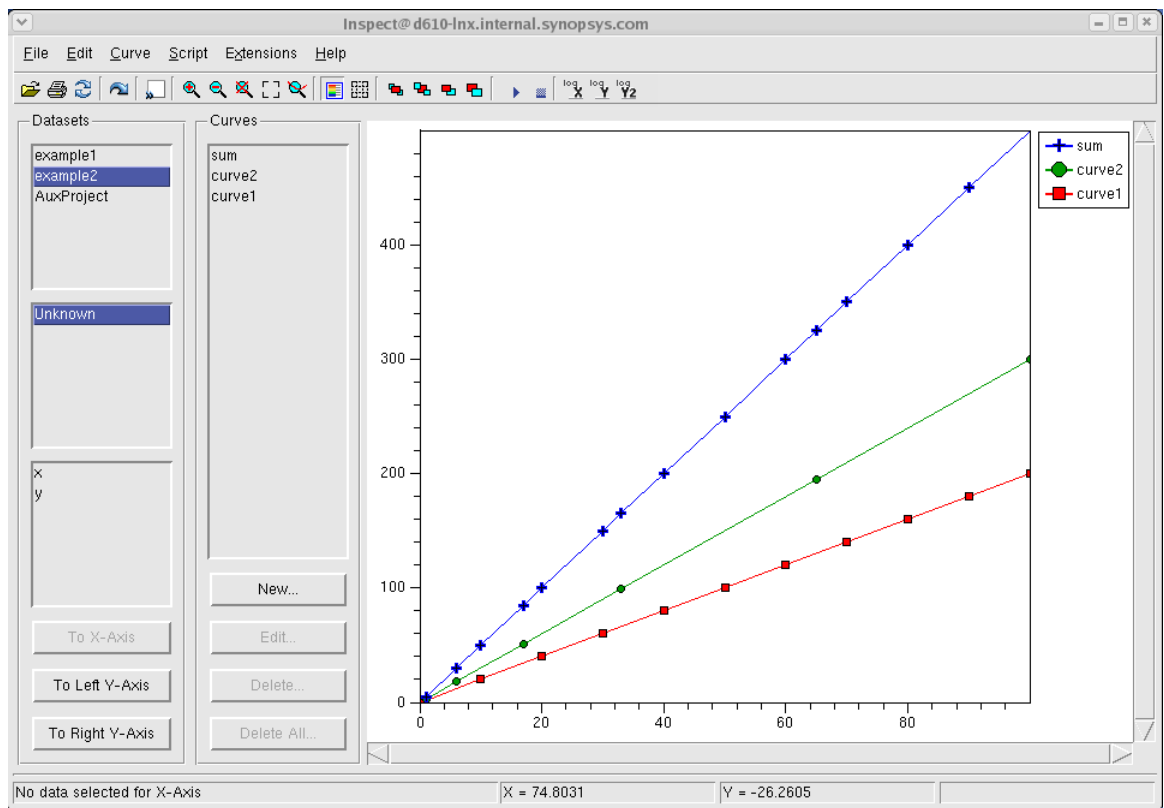 Inspect@d610-lnx.internal.synopsys.com
File Edit Curve Script Extensions Help
log X log Y log Y2
Datasets
example1
example2
AuxProject
Unknown
x
y
To X-Axis
To Left Y-Axis
To Right Y-Axis
Curves
sum
curve2
curve1
New...
Edit...
Delete...
Delete All...
400
300
200
100
0
0 20 40 60 80
sum
curve2
curve1
No data selected for X-Axis
X = 74.8031
Y = -26.2605